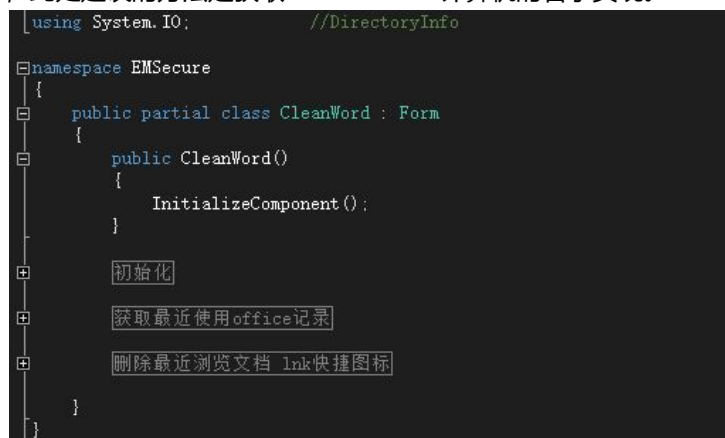 using System.IO;                //DirectoryInfo
namespace EMSecure
{
    public partial class CleanWord : Form
    {
        public CleanWord()
        {
            InitializeComponent();
        }
        初始化
        获取最近使用office记录
        删除最近浏览文档 lnk快捷图标
    }
}